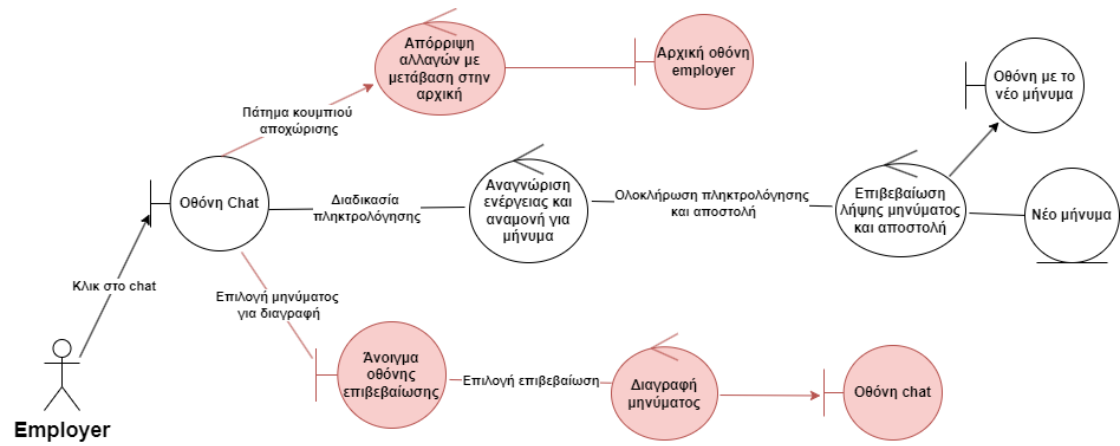 Απόρριψη
αλλαγών με
μετάβαση στην
αρχική
Αρχική οθόνη
employer
Οθόνη με το
νέο μήνυμα
Πάτημα κουμπιού
αποχώρισης
Οθόνη Chat
Διαδικασία
πληκτρολόγησης
Αναγνώριση
ενέργειας και
αναμονή για
μήνυμα
Ολοκλήρωση πληκτρολόγησης
και αποστολή
Επιβεβαίωση
λήψης μηνύματος
και αποστολή
Νέο μήνυμα
Κλικ στο chat
Επιλογή μηνύματος
για διαγραφή
Άνοιγμα
οθόνης
επιβεβαίωσης
Επιλογή επιβεβαίωση
Διαγραφή
μηνύματος
Οθόνη chat
Employer